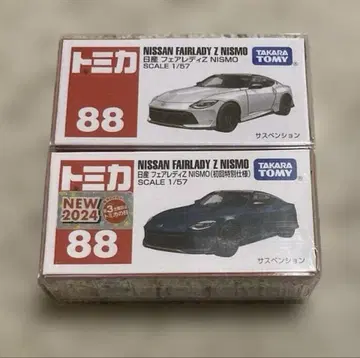 トミカ
88
NISSAN FAIRLADY Z NISMO
日産 フェアレディZ NISMO
SCALE 1/57
TAKARA
TOMY
サスペンション
トミカ
NEW
2024
88
NISSAN FAIRLADY Z NISMO
日産 フェアレディZ NISMO(初回特別仕様)
SCALE 1/57
TAKARA
TOMY
サスペンション